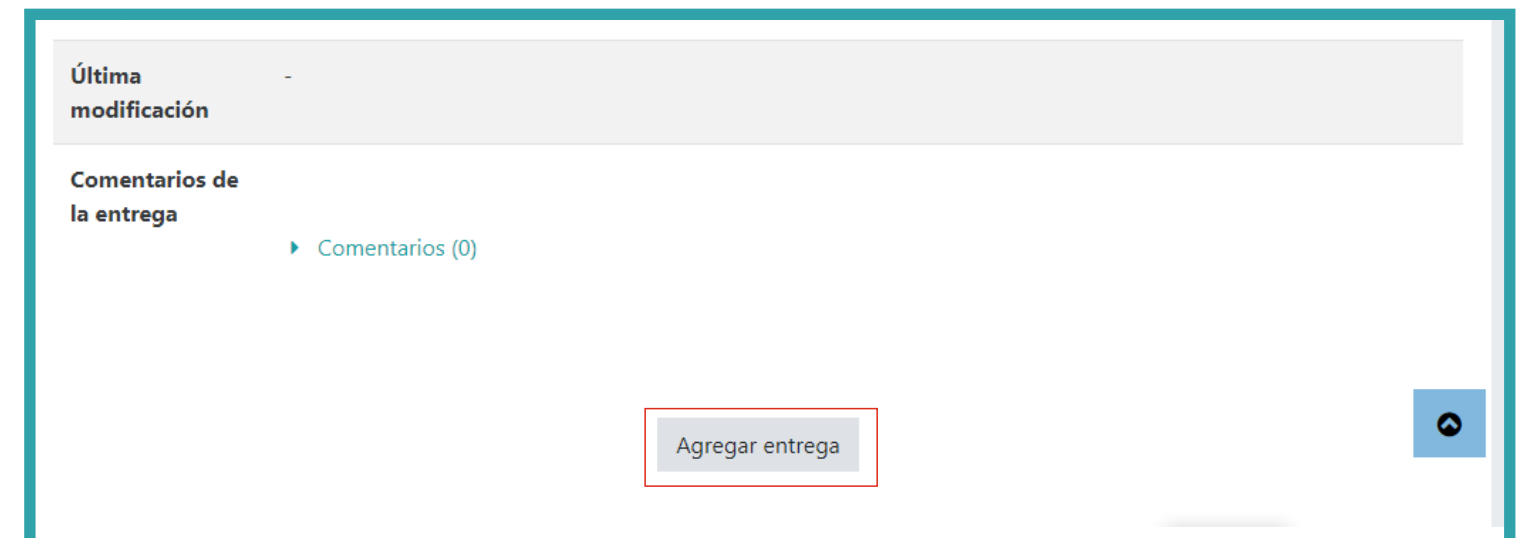 Última
modificación
-
Comentarios de
la entrega
Comentarios (0)
Agregar entrega